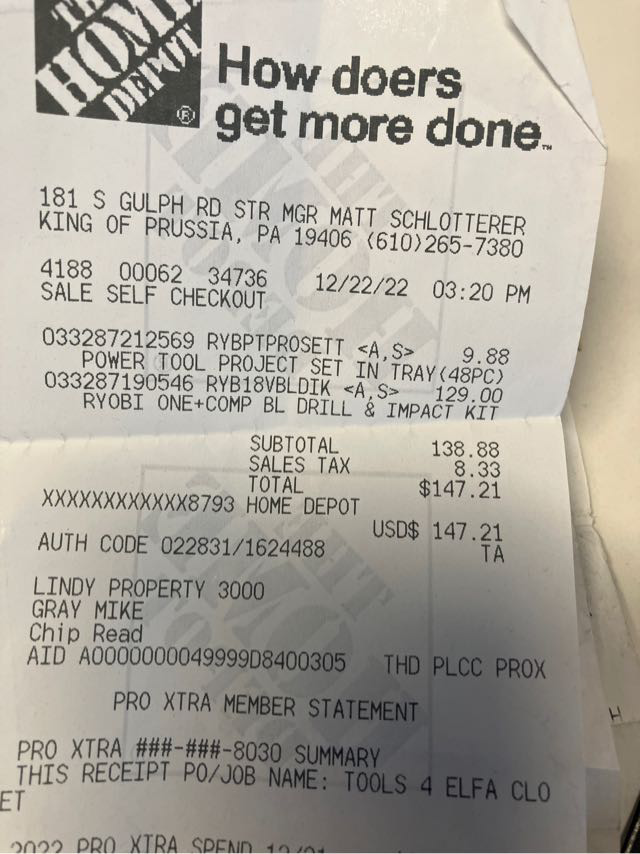 THE
HOME
DEPOT
®
How doers
get more done™
181 S GULPH RD STR MGR MATT SCHLOTTERER
KING OF PRUSSIA, PA 19406 (610)265-7380
4188 00062 34736 12/22/22 03:20 PM
SALE SELF CHECKOUT
033287212569 RYBPTPROSETT <A,S> 9.88
POWER TOOL PROJECT SET IN TRAY(48PC)
033287190546 RYB18VBLDIK <A,S> 129.00
RYOBI ONE+COMP BL DRILL & IMPACT KIT
SUBTOTAL 138.88
SALES TAX 8.33
TOTAL $147.21
XXXXXXXXXXXX8793 HOME DEPOT
USD$ 147.21
AUTH CODE 022831/1624488 TA
LINDY PROPERTY 3000
GRAY MIKE
Chip Read
AID A0000000049999D8400305 THD PLCC PROX
PRO XTRA MEMBER STATEMENT
PRO XTRA ###-###-8030 SUMMARY
THIS RECEIPT PO/JOB NAME: TOOLS 4 ELFA CLO
ET
2022 PRO XTRA SPEND
H